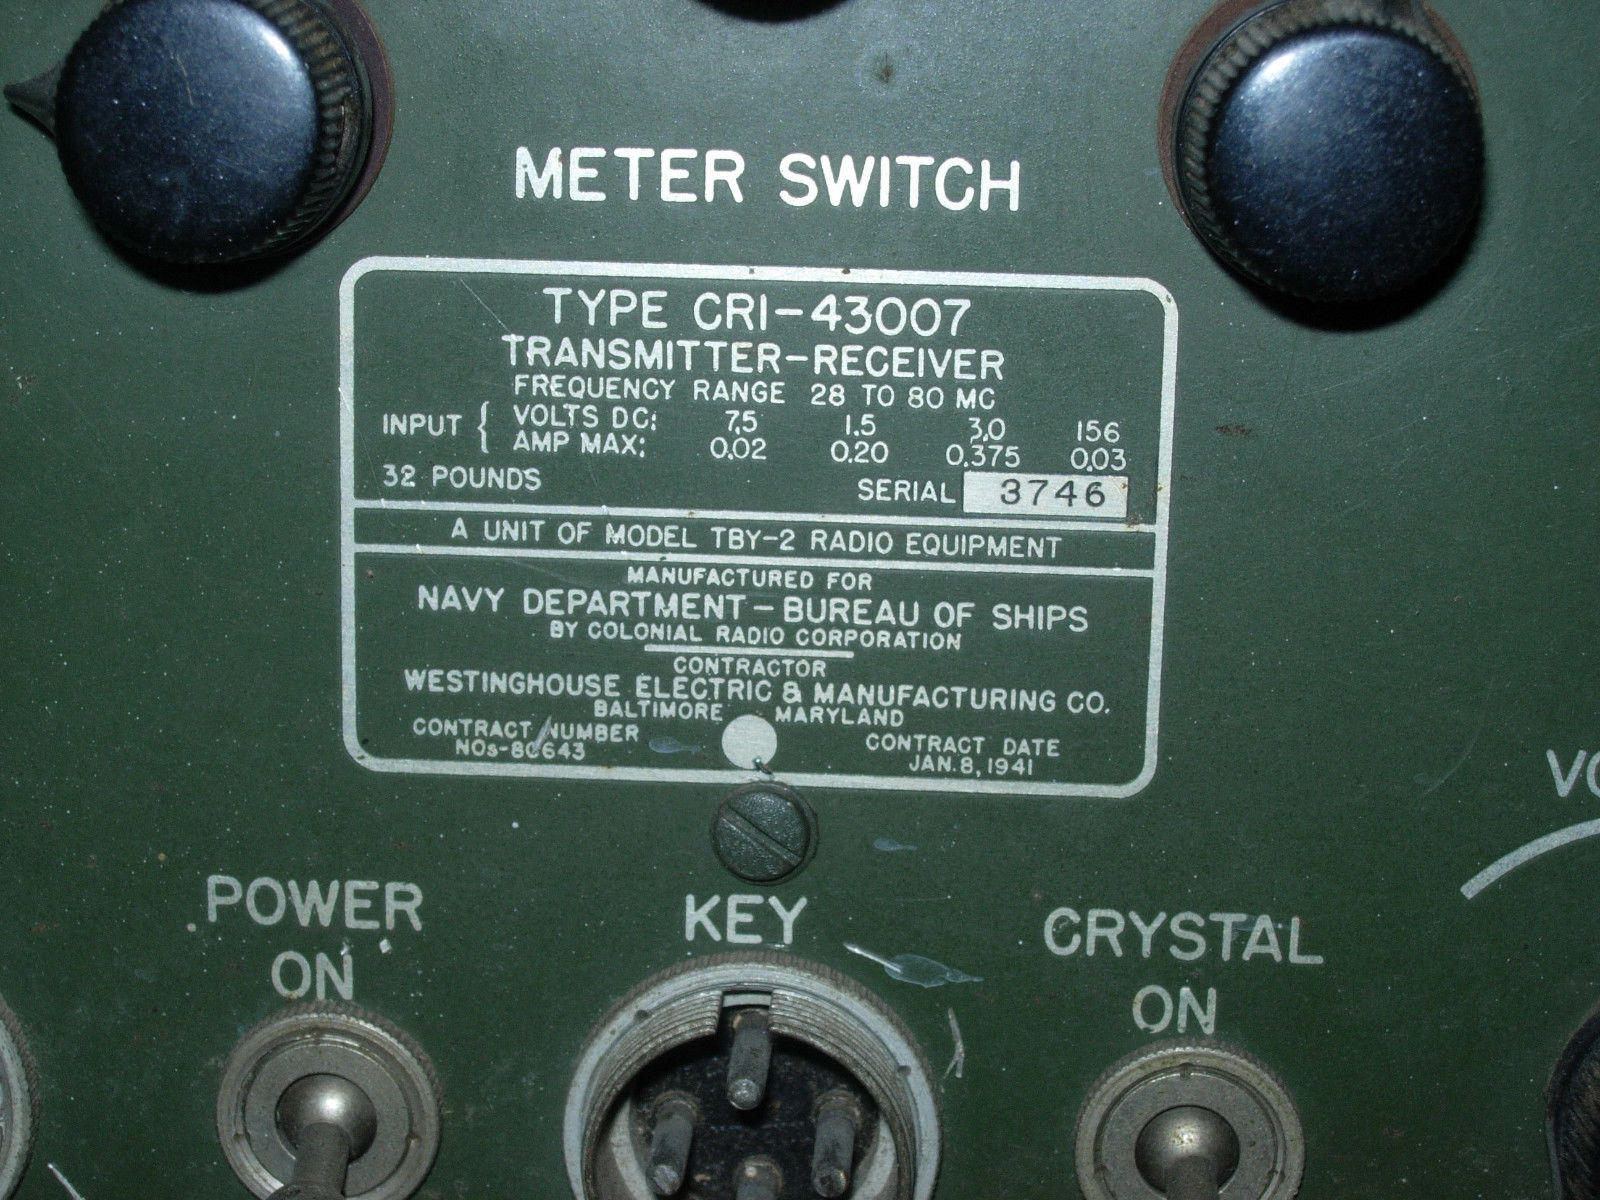 METER SWITCH
TYPE CRI-43007
TRANSMITTER-RECEIVER
FREQUENCY RANGE 28 TO 80 MC
INPUT { VOLTS DC: 7.5 1.5 3.0 156
AMP MAX: 0.02 0.20 0.375 0.03
32 POUNDS SERIAL 3746
A UNIT OF MODEL TBY-2 RADIO EQUIPMENT
MANUFACTURED FOR
NAVY DEPARTMENT - BUREAU OF SHIPS
BY COLONIAL RADIO CORPORATION
CONTRACTOR
WESTINGHOUSE ELECTRIC & MANUFACTURING CO.
BALTIMORE MARYLAND
CONTRACT NUMBER CONTRACT DATE
NOs-80643 JAN. 8, 1941
POWER KEY CRYSTAL
ON ON